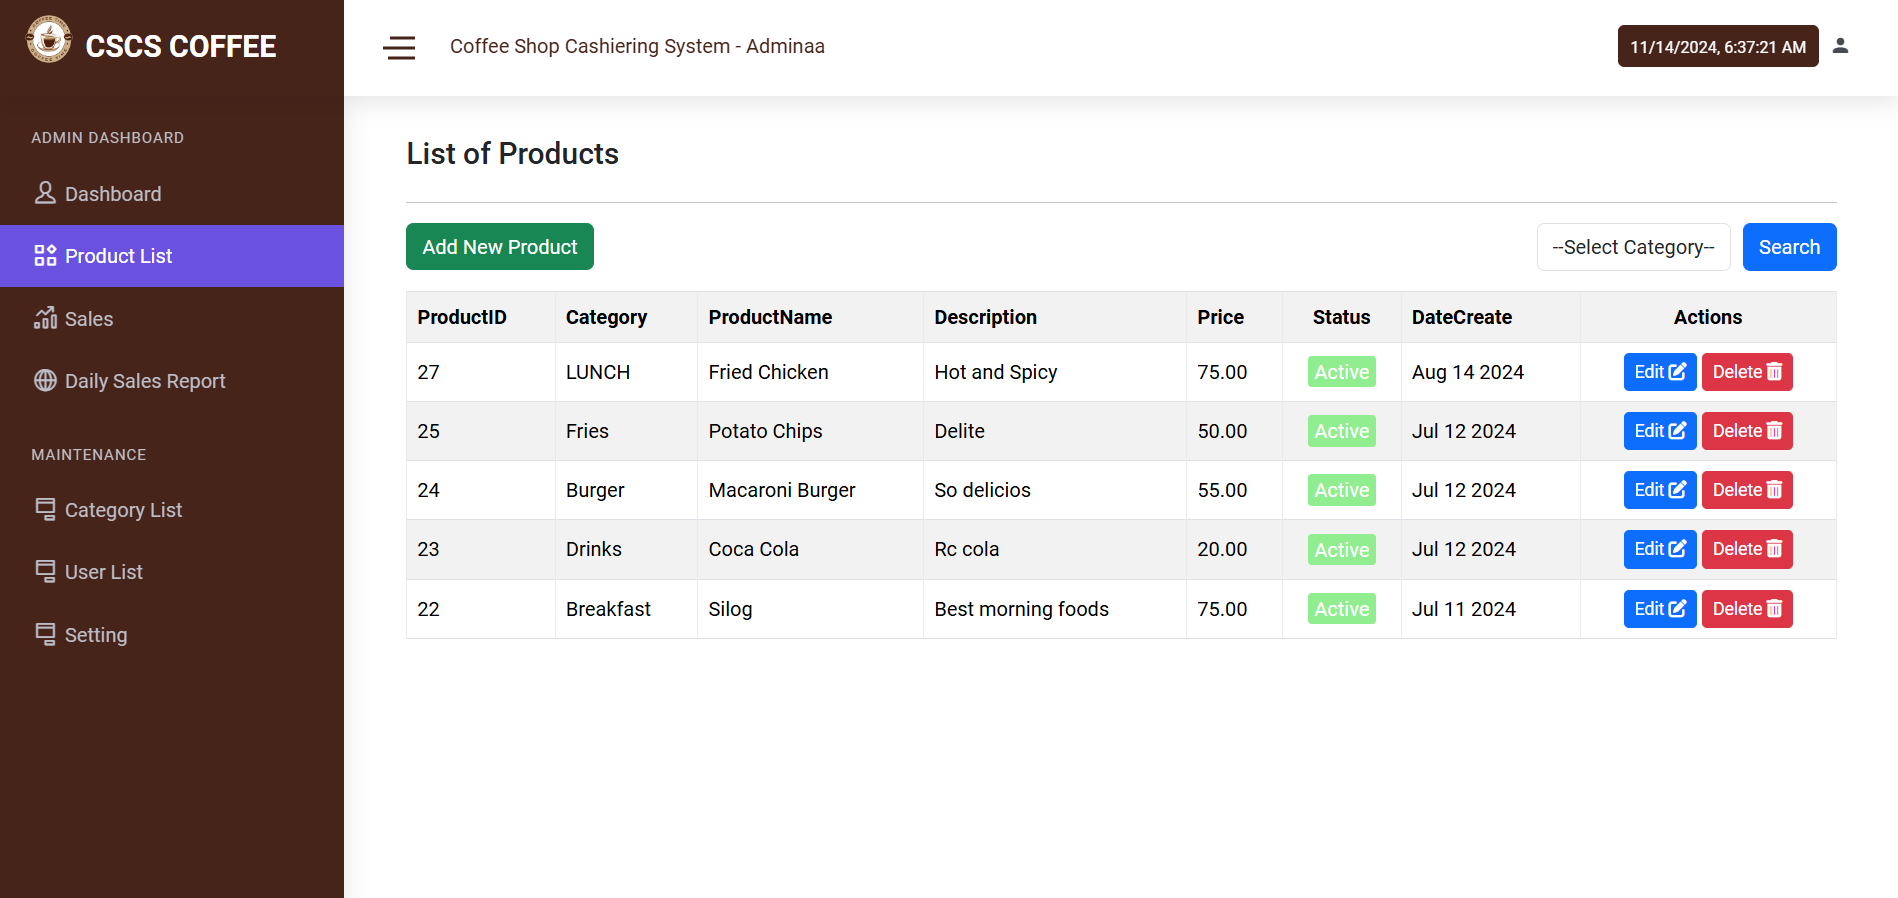 CSCS COFFEE
Coffee Shop Cashiering System - Adminaa
11/14/2024, 6:37:21 AM
ADMIN DASHBOARD
Dashboard
Product List
Sales
Daily Sales Report
MAINTENANCE
Category List
User List
Setting
List of Products
Add New Product
--Select Category-- Search
ProductID Category ProductName Description Price Status DateCreate Actions
27 LUNCH Fried Chicken Hot and Spicy 75.00 Active Aug 14 2024 Edit Delete
25 Fries Potato Chips Delite 50.00 Active Jul 12 2024 Edit Delete
24 Burger Macaroni Burger So delicios 55.00 Active Jul 12 2024 Edit Delete
23 Drinks Coca Cola Rc cola 20.00 Active Jul 12 2024 Edit Delete
22 Breakfast Silog Best morning foods 75.00 Active Jul 11 2024 Edit Delete